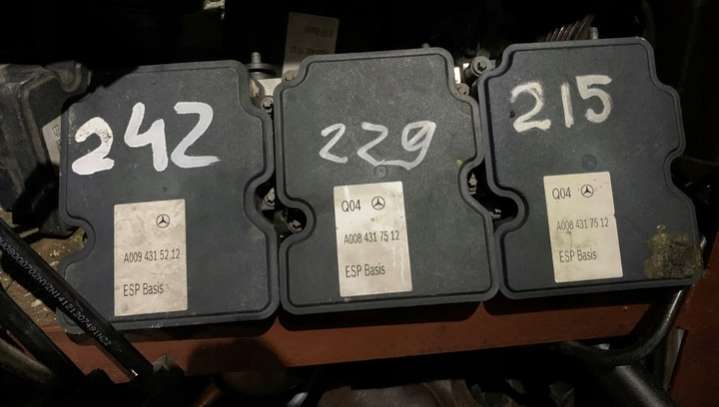 242
A009 431 52 12
ESP Basis
229
Q04
A008 431 75 12
ESP Basis
215
Q04
A008 431 75 12
ESP Basis